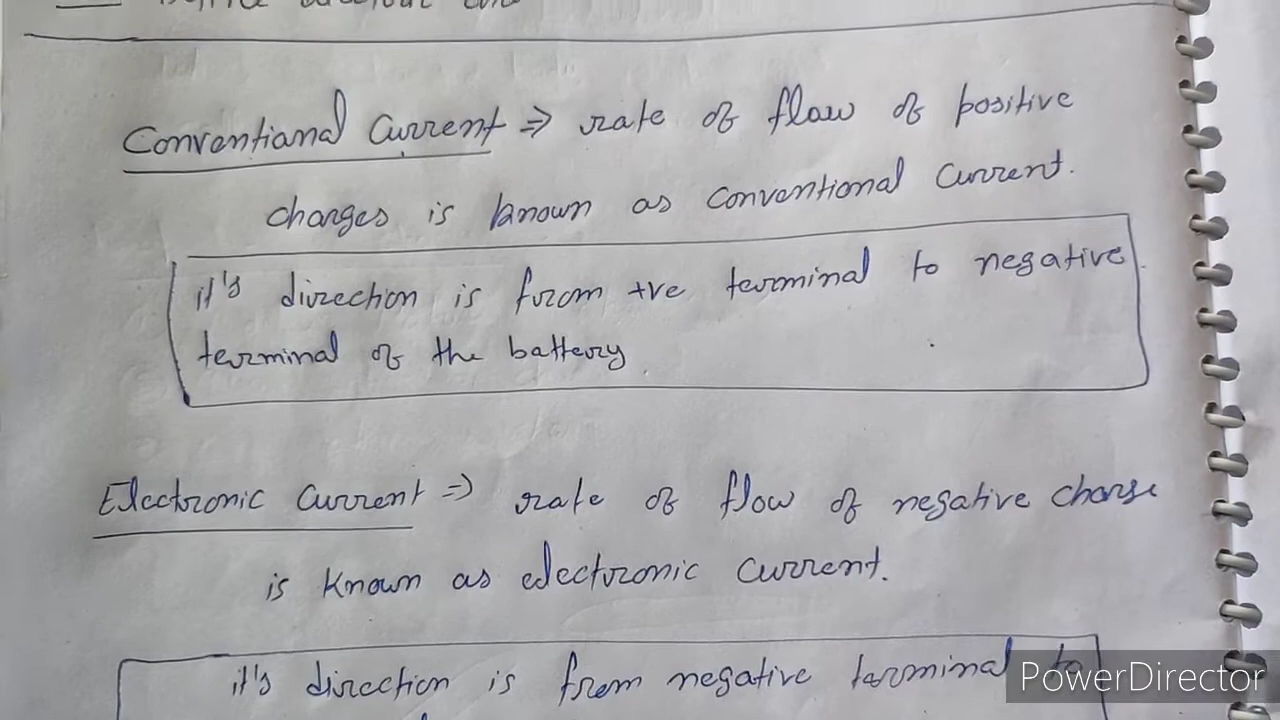 Conventional Current ⇒ rate of flow of positive
charges is known as conventional current.
it's direction is from +ve terminal to negative
terminal of the battery
Electronic Current ⇒ rate of flow of negative charge
is known as electronic current.
it's direction is from negative terminal to
PowerDirector